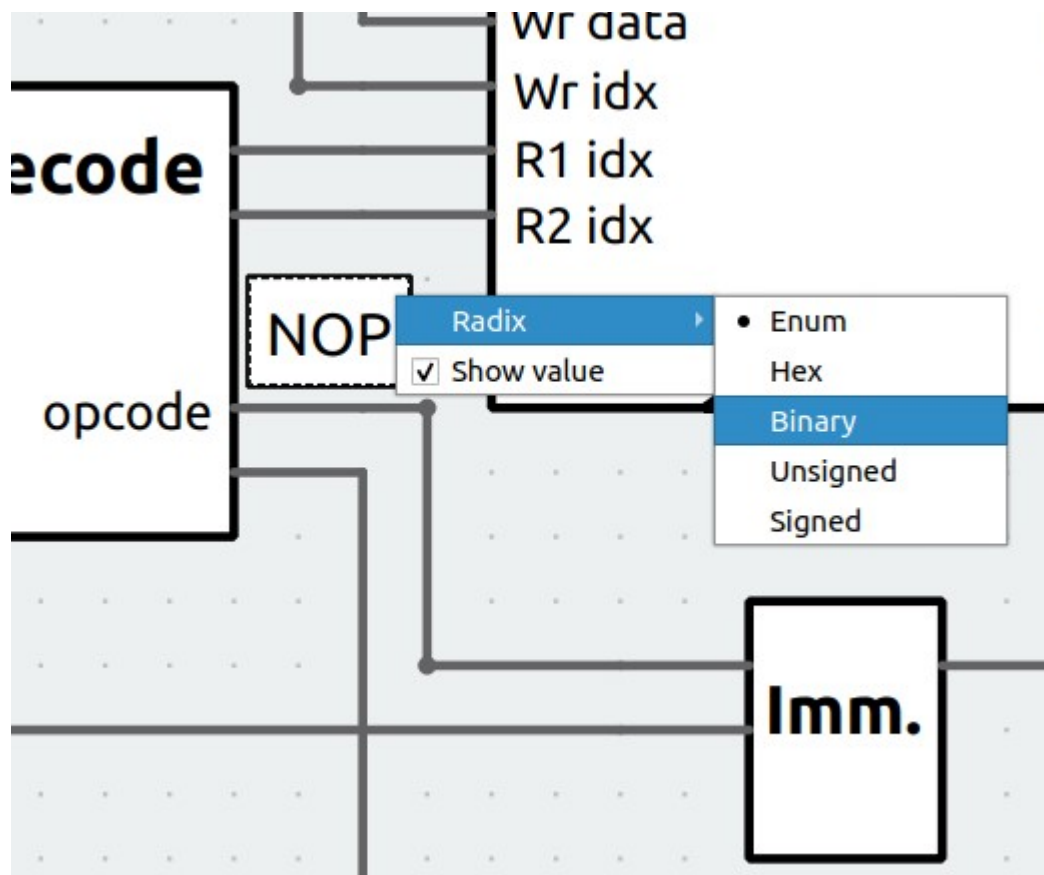 Wr data
Wr idx
ecode
R1 idx
R2 idx
NOP
Radix
Show value
Enum
Hex
Binary
Unsigned
Signed
opcode
Imm.